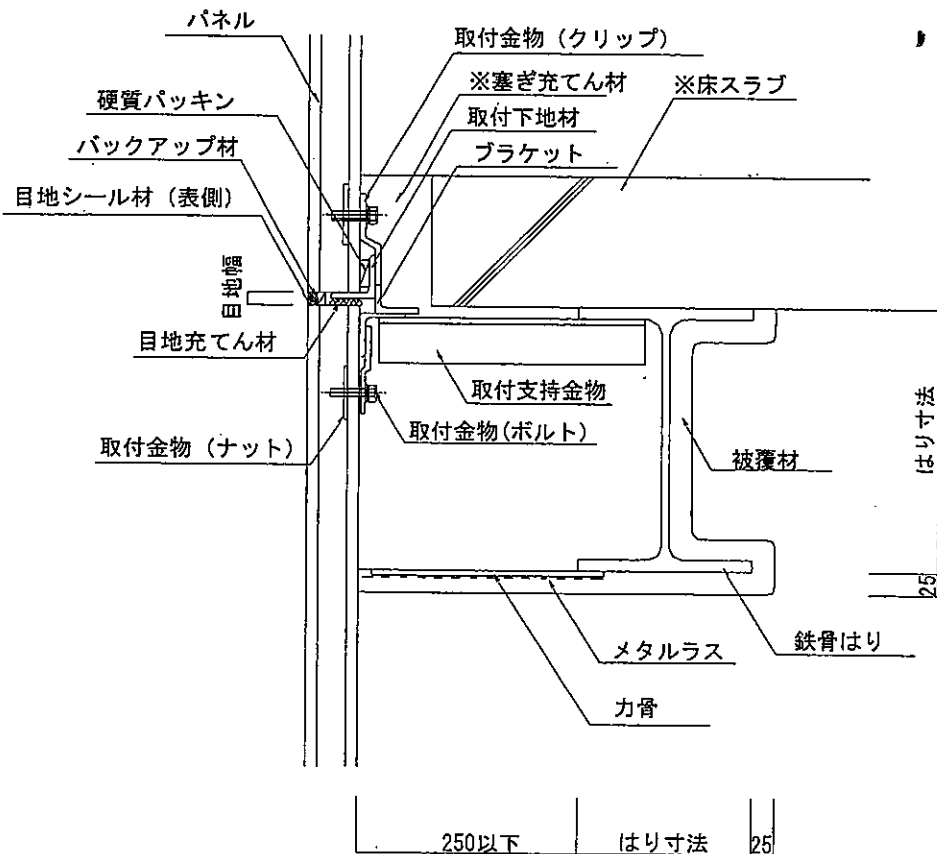 パネル
取付金物（クリップ）
※塞ぎ充てん材
※床スラブ
硬質パッキン
取付下地材
バックアップ材
ブラケット
目地シール材（表側）
目地幅
目地充てん材
取付支持金物
はり寸法
取付金物（ナット）
取付金物(ボルト)
被覆材
25
メタルラス
鉄骨はり
力骨
250以下
はり寸法
25